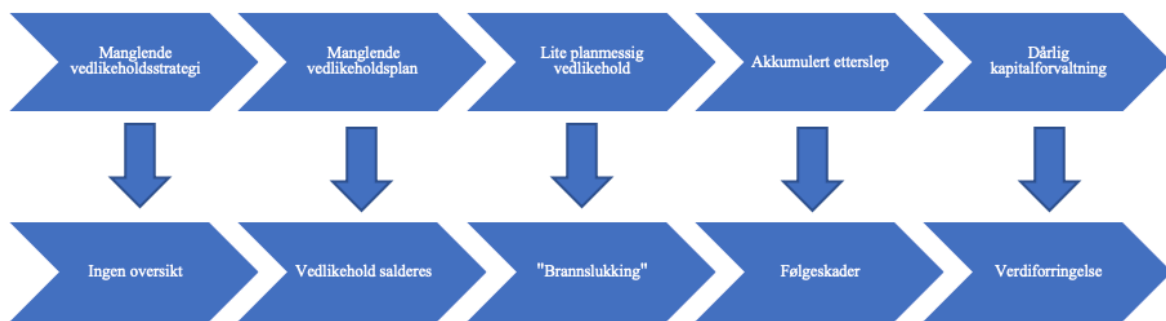 Manglende
vedlikeholdsstrategi
Manglende
vedlikeholdsplan
Lite planmessig
vedlikehold
Akkumulert etterslep
Dårlig
kapitalforvaltning
Ingen oversikt
Vedlikehold salderes
"Brannslukking"
Følgeskader
Verdiforringelse